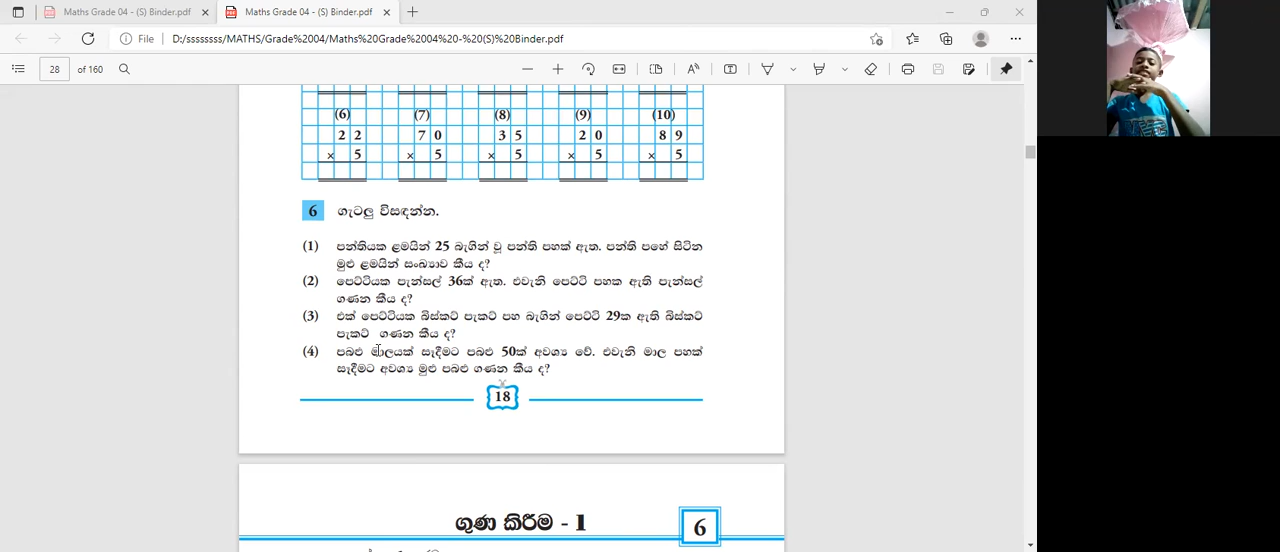 Maths Grade 04 - (S) Binder.pdf
Maths Grade 04 - (S) Binder.pdf
File
D:/ssssssss/MATHS/Grade%2004/Maths%20Grade%2004%20-%20(S)%20Binder.pdf
28 of 160
(6) (7) (8) (9) (10)
2 2 7 0 3 5 2 0 8 9
× 5 × 5 × 5 × 5 × 5
6 ගැටලු විසඳන්න.
(1) පන්තියක ළමයින් 25 බැගින් වූ පන්ති පහක් ඇත. පන්ති පහේ සිටින
මුළු ළමයින් සංඛ්‍යාව කීය ද?
(2) පෙට්ටියක පැන්සල් 36ක් ඇත. එවැනි පෙට්ටි පහක ඇති පැන්සල්
ගණන කීය ද?
(3) එක් පෙට්ටියක බිස්කට් පැකට් පහ බැගින් පෙට්ටි 29ක ඇති බිස්කට්
පැකට් ගණන කීය ද?
(4) පබළු මාලයක් සෑදීමට පබළු 50ක් අවශ්‍ය වේ. එවැනි මාල පහක්
සෑදීමට අවශ්‍ය මුළු පබළු ගණන කීය ද?
18
ගුණ කිරීම - 1
6